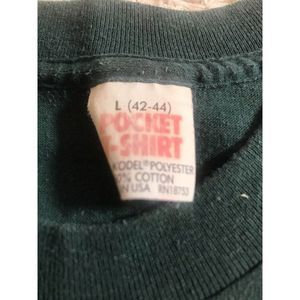 L (42-44)
POCKET
-SHIRT
KODEL® POLYESTER
% COTTON
N USA RN18753